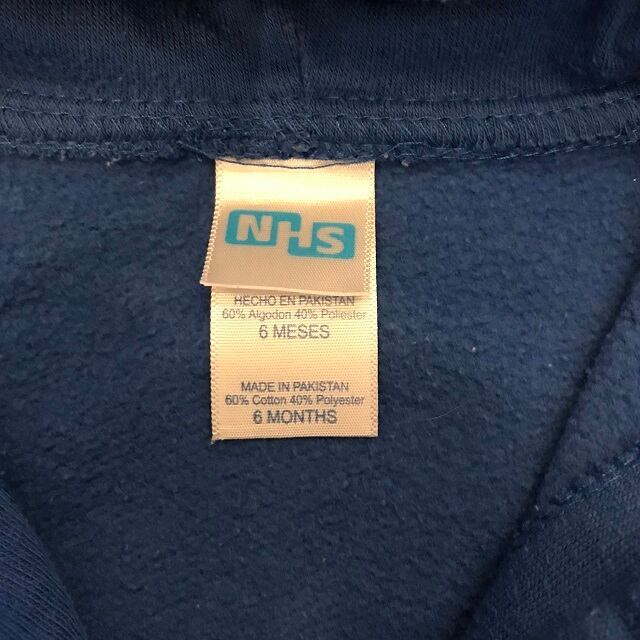 NHS
HECHO EN PAKISTAN
60% Algodon 40% Poliester
6 MESES
MADE IN PAKISTAN
60% Cotton 40% Polyester
6 MONTHS